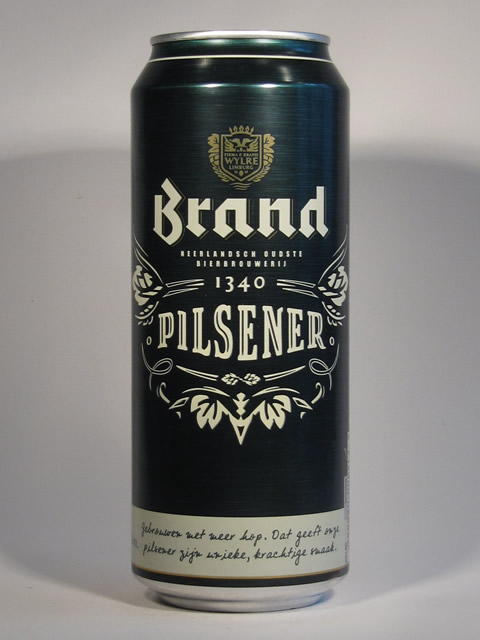 FIRMA F. BRAND
WYLRE
LIMBURG
Brand
NEERLANDSCH OUDSTE
BIERBROUWERIJ
1340
PILSENER
Gebrouwen met meer hop. Dat geeft onze
pilsener zijn unieke, krachtige smaak.